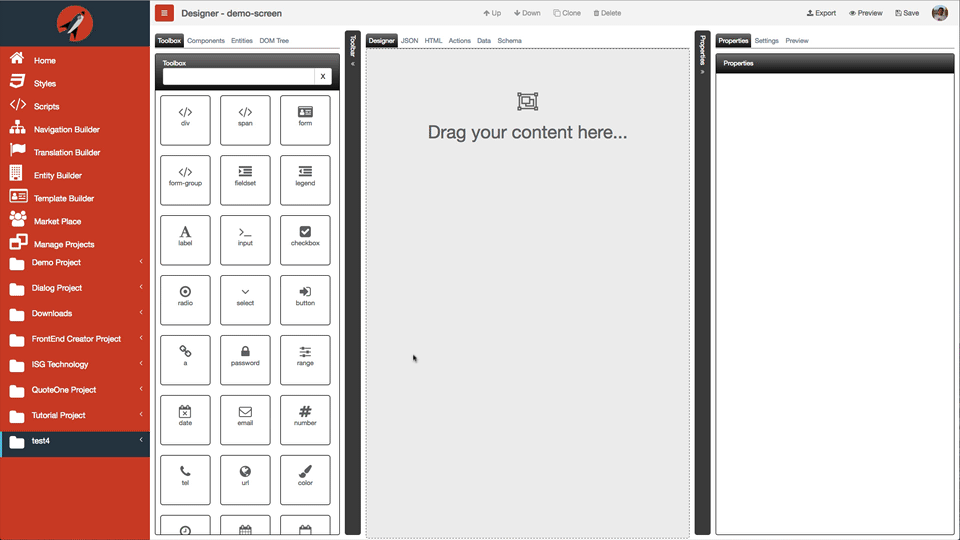 Designer - demo-screen
Up Down Clone Delete
Export Preview Save
Home
Styles
Scripts
Navigation Builder
Translation Builder
Entity Builder
Template Builder
Market Place
Manage Projects
Demo Project
Dialog Project
Downloads
FrontEnd Creator Project
ISG Technology
QuoteOne Project
Tutorial Project
test4
Toolbox Components Entities DOM Tree
Toolbox
X
div span form
form-group fieldset legend
label input checkbox
radio select button
a password range
date email number
tel url color
Toolbar
Designer JSON HTML Actions Data Schema
Drag your content here...
Properties
Properties Settings Preview
Properties